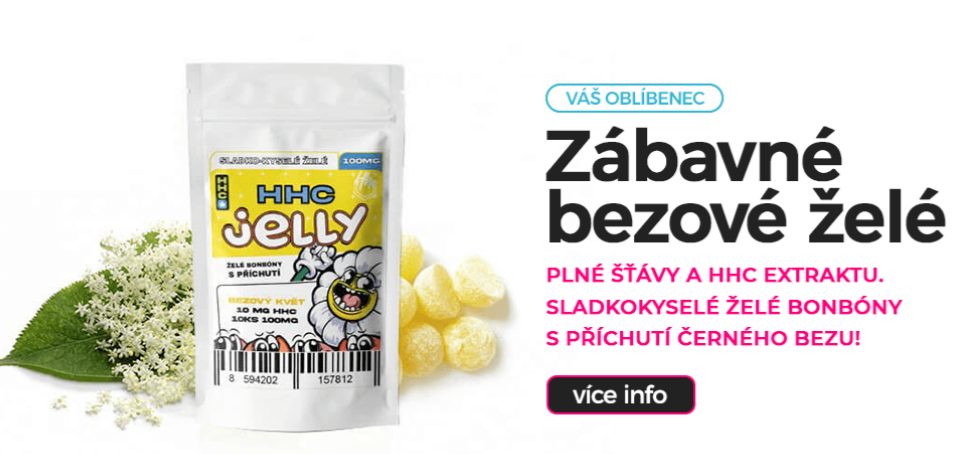 VÁŠ OBLÍBENEC
Zábavné
bezové želé
PLNÉ ŠŤÁVY A HHC EXTRAKTU.
SLADKOKYSELÉ ŽELÉ BONBÓNY
S PŘÍCHUTÍ ČERNÉHO BEZU!
více info
SLADKO-KYSELÉ ŽELÉ 100MG
HHC
HHC
JELLY
ŽELÉ BONBÓNY
S PŘÍCHUTÍ
BEZOVÝ KVĚT
10 MG HHC
10KS 100MG
8 594202 157812